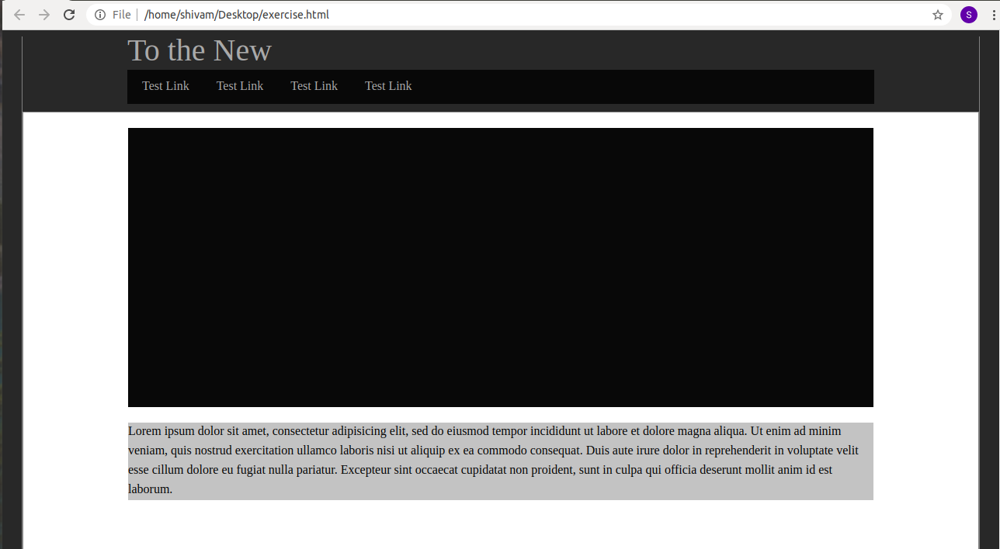 File | /home/shivam/Desktop/exercise.html
S
To the New
Test Link Test Link Test Link Test Link
Lorem ipsum dolor sit amet, consectetur adipisicing elit, sed do eiusmod tempor incididunt ut labore et dolore magna aliqua. Ut enim ad minim
veniam, quis nostrud exercitation ullamco laboris nisi ut aliquip ex ea commodo consequat. Duis aute irure dolor in reprehenderit in voluptate velit
esse cillum dolore eu fugiat nulla pariatur. Excepteur sint occaecat cupidatat non proident, sunt in culpa qui officia deserunt mollit anim id est
laborum.